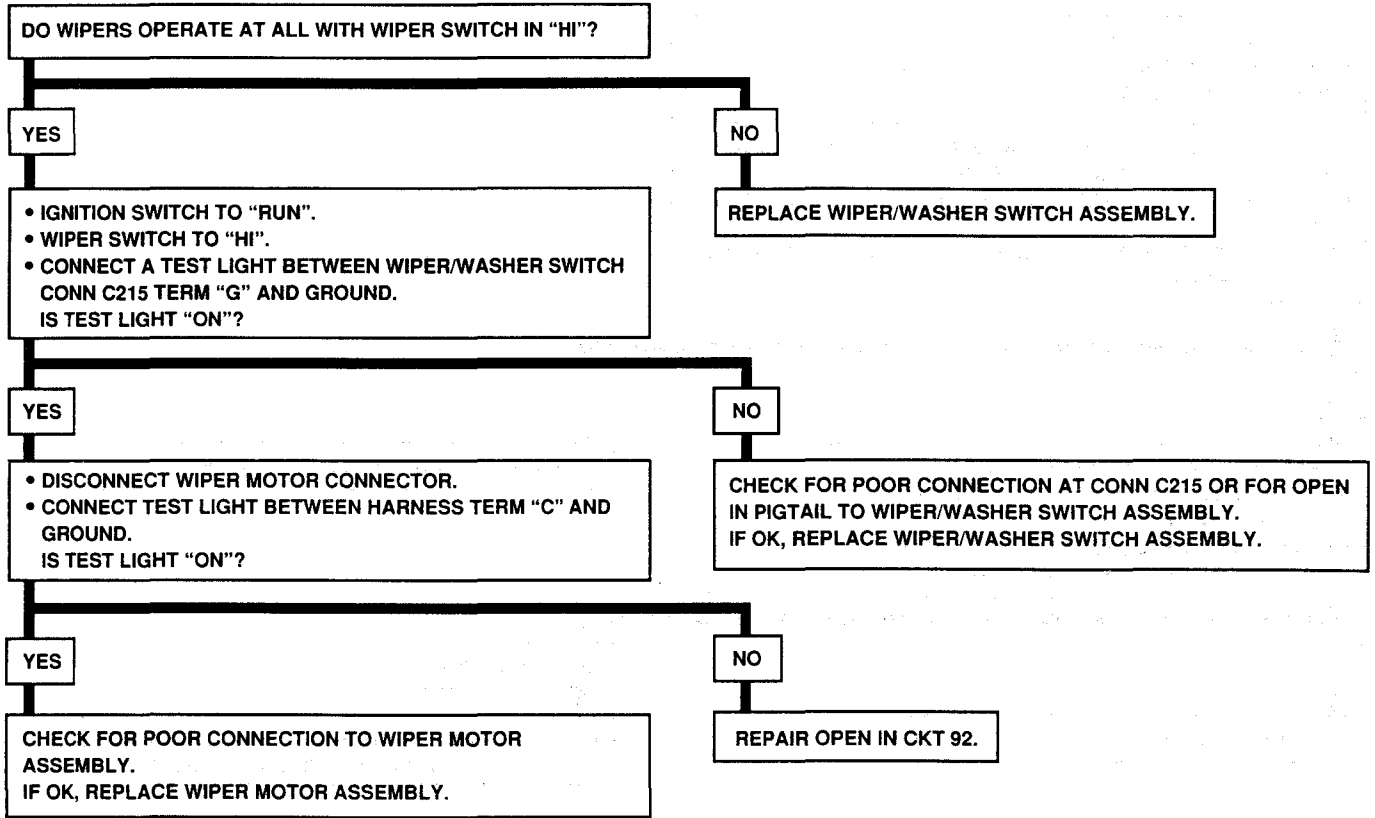 DO WIPERS OPERATE AT ALL WITH WIPER SWITCH IN “HI”?
YES
NO
• IGNITION SWITCH TO “RUN”.
• WIPER SWITCH TO “HI”.
• CONNECT A TEST LIGHT BETWEEN WIPER/WASHER SWITCH
CONN C215 TERM “G” AND GROUND.
IS TEST LIGHT “ON”?
REPLACE WIPER/WASHER SWITCH ASSEMBLY.
YES
NO
• DISCONNECT WIPER MOTOR CONNECTOR.
• CONNECT TEST LIGHT BETWEEN HARNESS TERM “C” AND
GROUND.
IS TEST LIGHT “ON”?
CHECK FOR POOR CONNECTION AT CONN C215 OR FOR OPEN
IN PIGTAIL TO WIPER/WASHER SWITCH ASSEMBLY.
IF OK, REPLACE WIPER/WASHER SWITCH ASSEMBLY.
YES
NO
CHECK FOR POOR CONNECTION TO WIPER MOTOR
ASSEMBLY.
IF OK, REPLACE WIPER MOTOR ASSEMBLY.
REPAIR OPEN IN CKT 92.